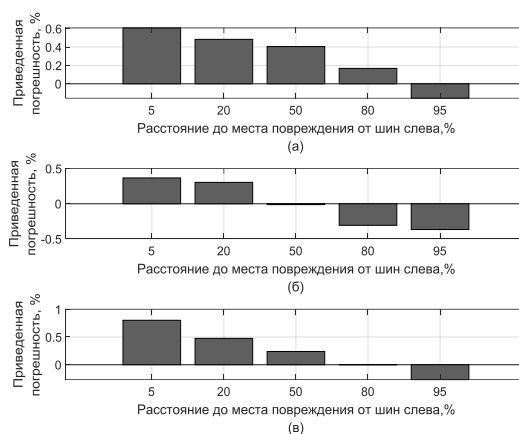 Приведенная
погрешность, %
0.6
0.4
0.2
0
5 20 50 80 95
Расстояние до места повреждения от шин слева,%
(а)
Приведенная
погрешность, %
0.5
0
-0.5
5 20 50 80 95
Расстояние до места повреждения от шин слева,%
(б)
Приведенная
погрешность, %
1
0.5
0
5 20 50 80 95
Расстояние до места повреждения от шин слева,%
(в)